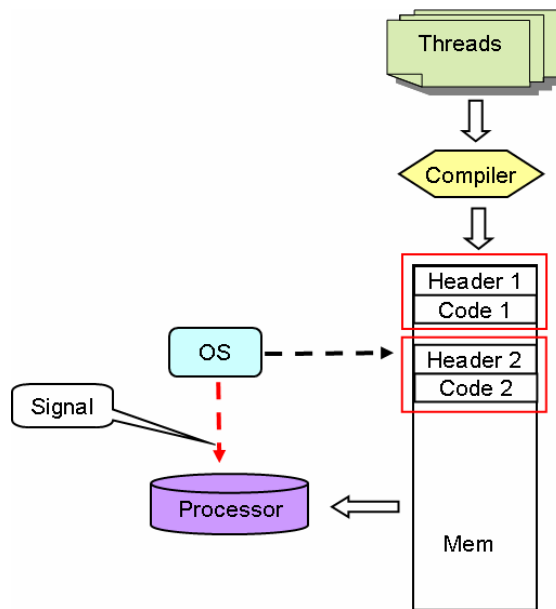 Threads
Compiler
Header 1
Code 1
OS
Header 2
Code 2
Signal
Processor
Mem